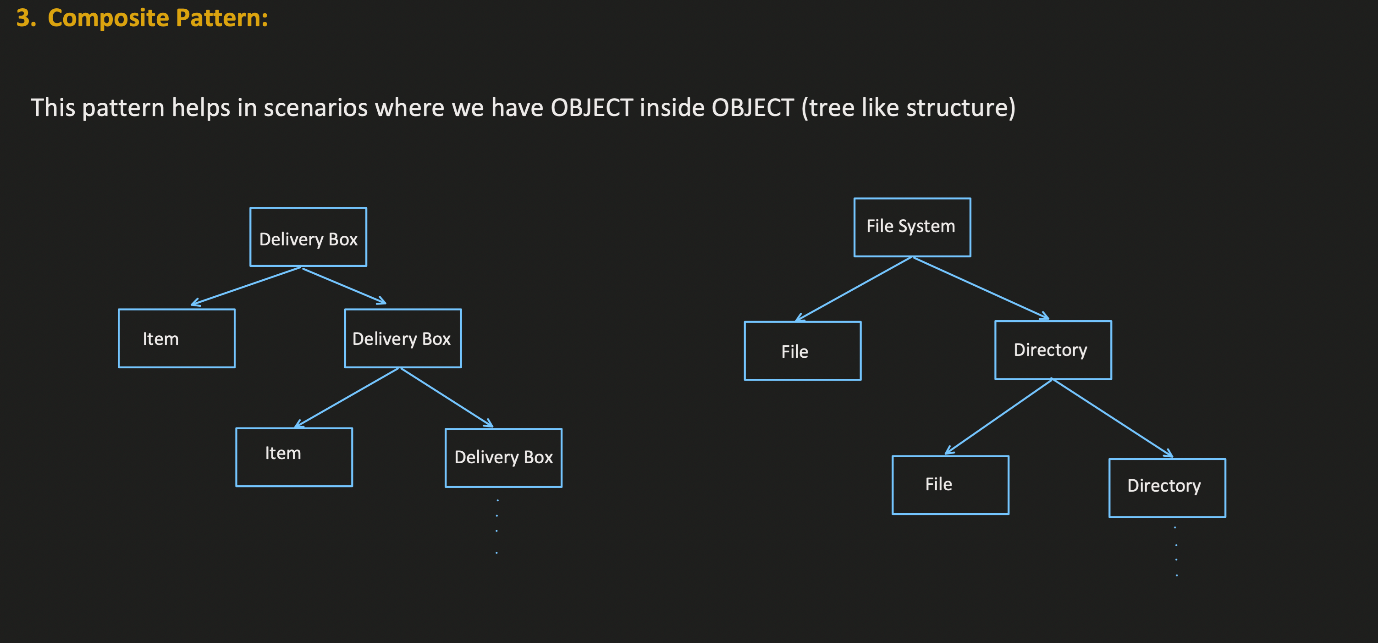 3. Composite Pattern:
This pattern helps in scenarios where we have OBJECT inside OBJECT (tree like structure)
Delivery Box
Item
Delivery Box
Item
Delivery Box
File System
File
Directory
File
Directory